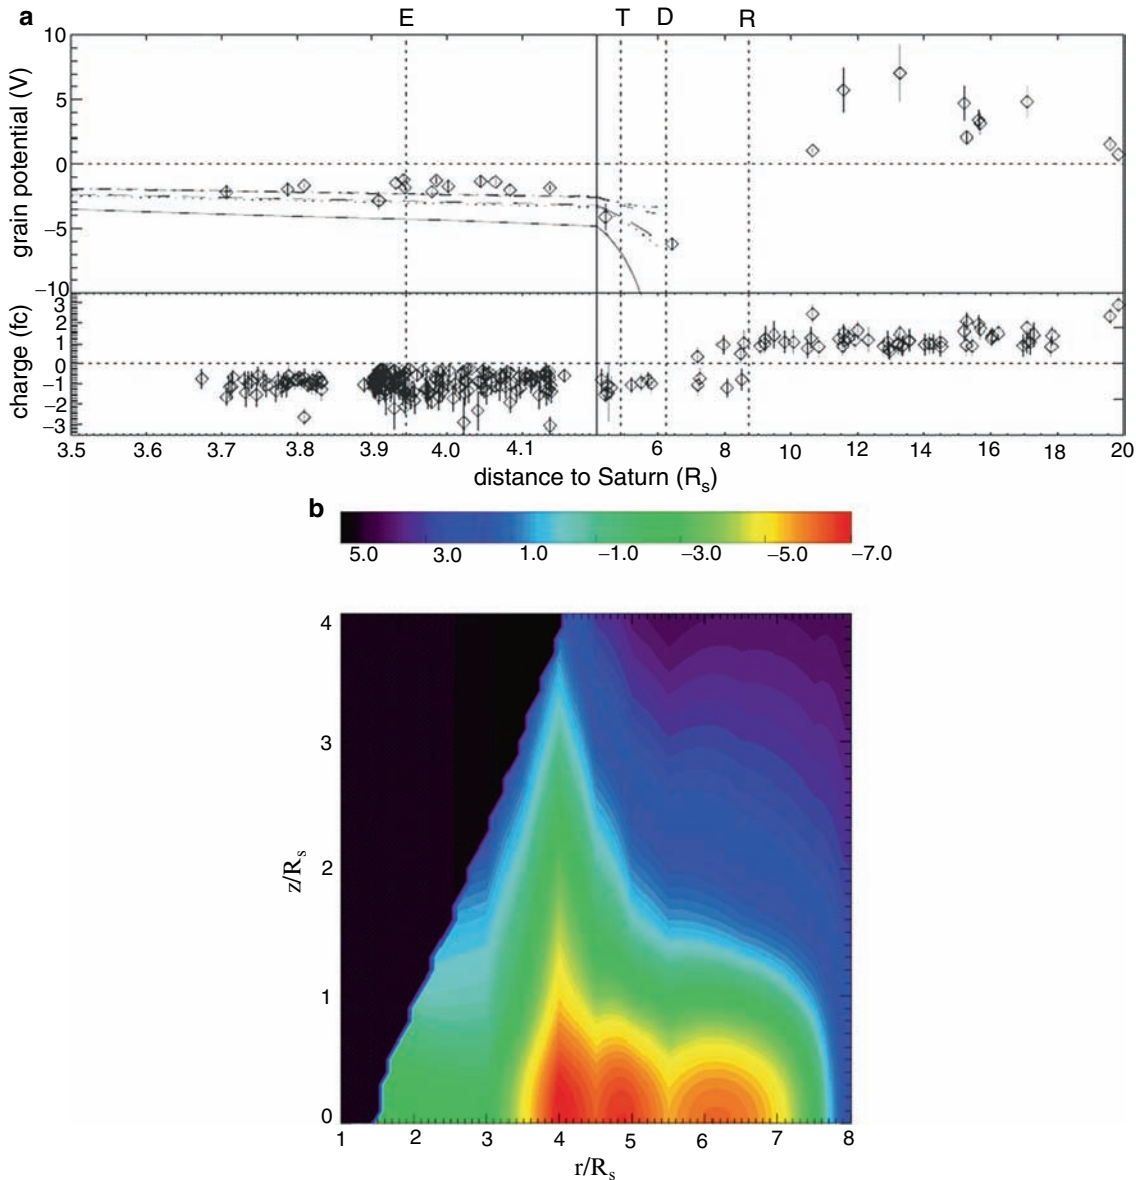 a
E T D R
grain potential (V)
10
5
0
−5
−10
charge (fc)
3
2
1
0
−1
−2
−3
3.5 3.6 3.7 3.8 3.9 4.0 4.1 6 8 10 12 14 16 18 20
distance to Saturn (Rs)
b
5.0 3.0 1.0 −1.0 −3.0 −5.0 −7.0
z/Rs
4
3
2
1
0
1 2 3 4 5 6 7 8
r/Rs